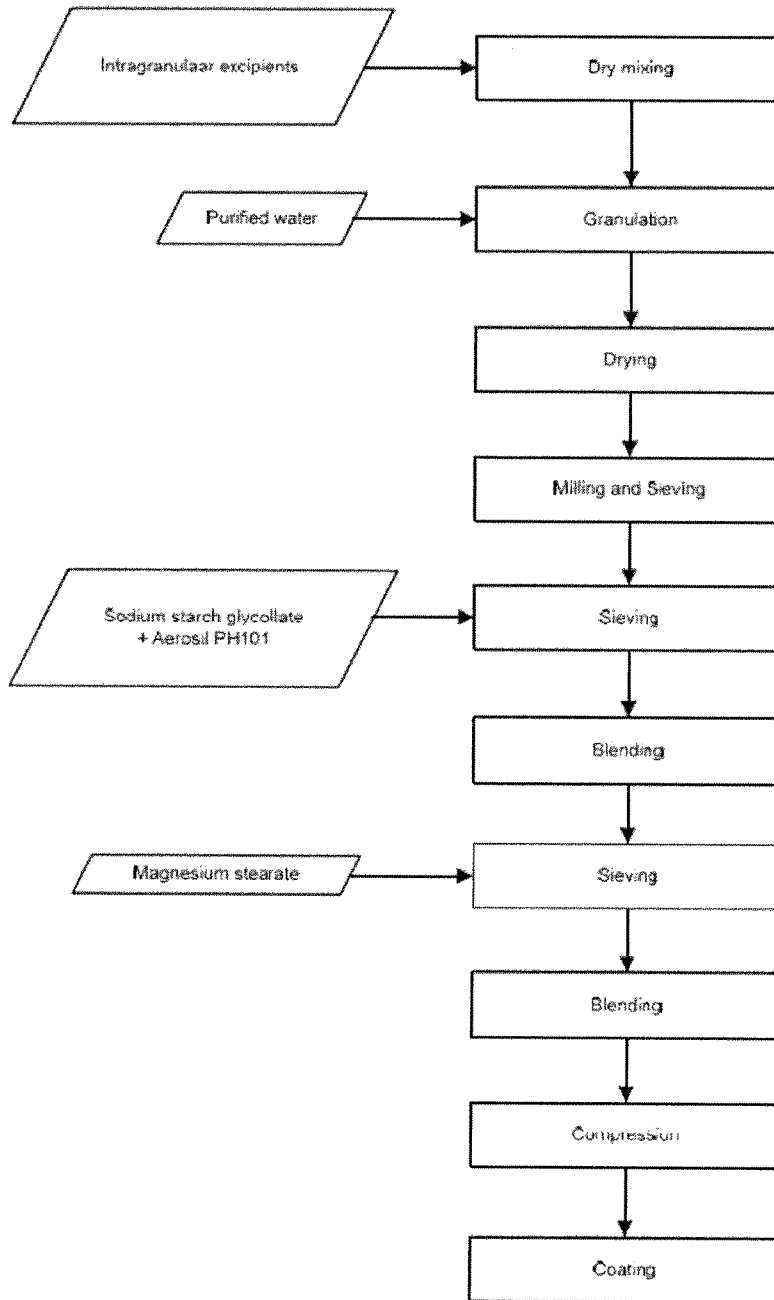 Intragranulaar excipients
Dry mixing
Purified water
Granulation
Drying
Milling and Sieving
Sodium starch glycollate
+ Aerosil PH101
Sieving
Blending
Magnesium stearate
Sieving
Blending
Compression
Coating